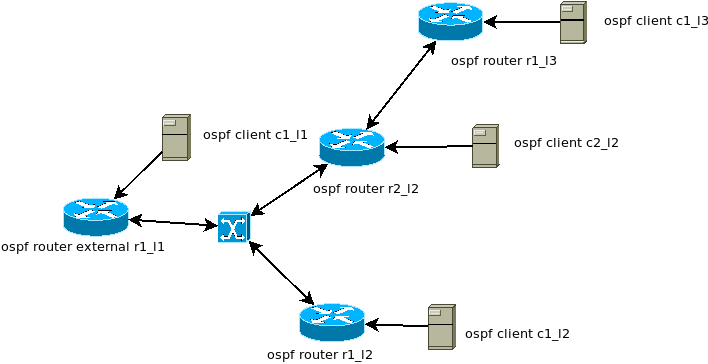 ospf client c1_l3
ospf router r1_l3
ospf client c1_l1
ospf client c2_l2
ospf router r2_l2
ospf router external r1_l1
ospf client c1_l2
ospf router r1_l2